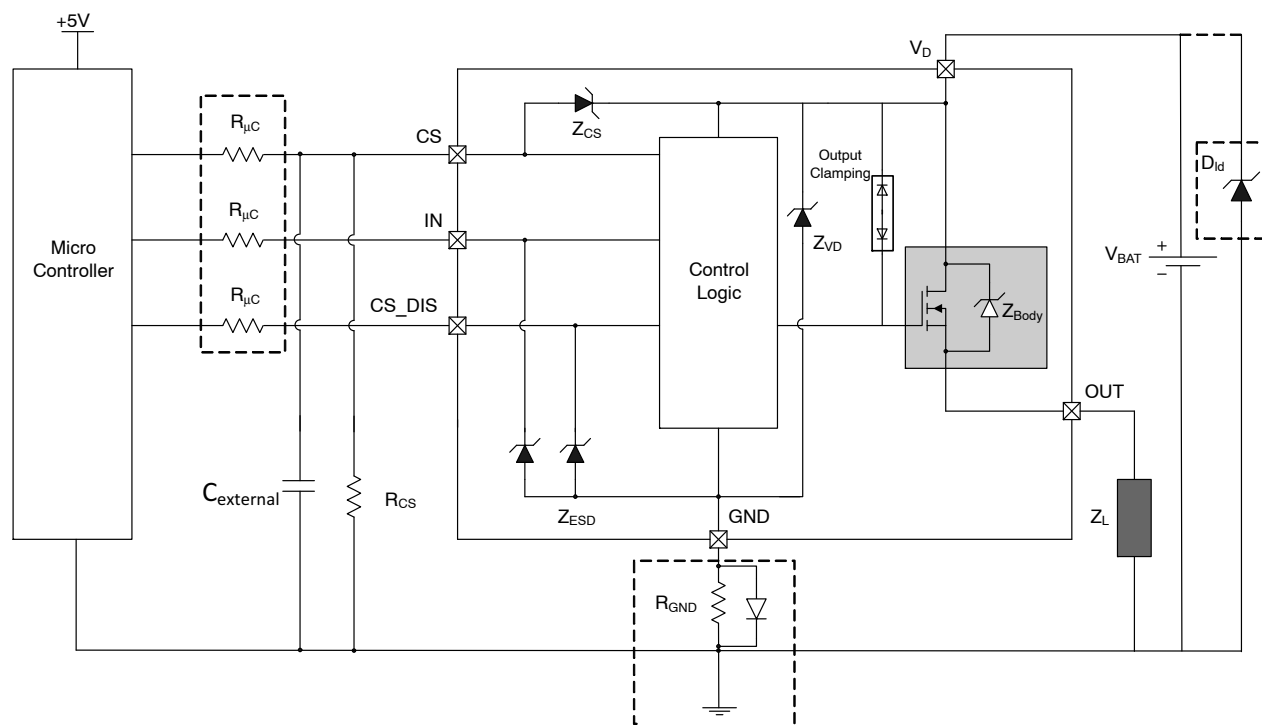 +5V
V_D
R_μC
CS
Z_CS
Output
Clamping
D_ld
R_μC
IN
Micro
Controller
Z_VD
Control
Logic
V_BAT
+
−
R_μC
CS_DIS
Z_Body
OUT
C_external
R_CS
Z_ESD
GND
Z_L
R_GND